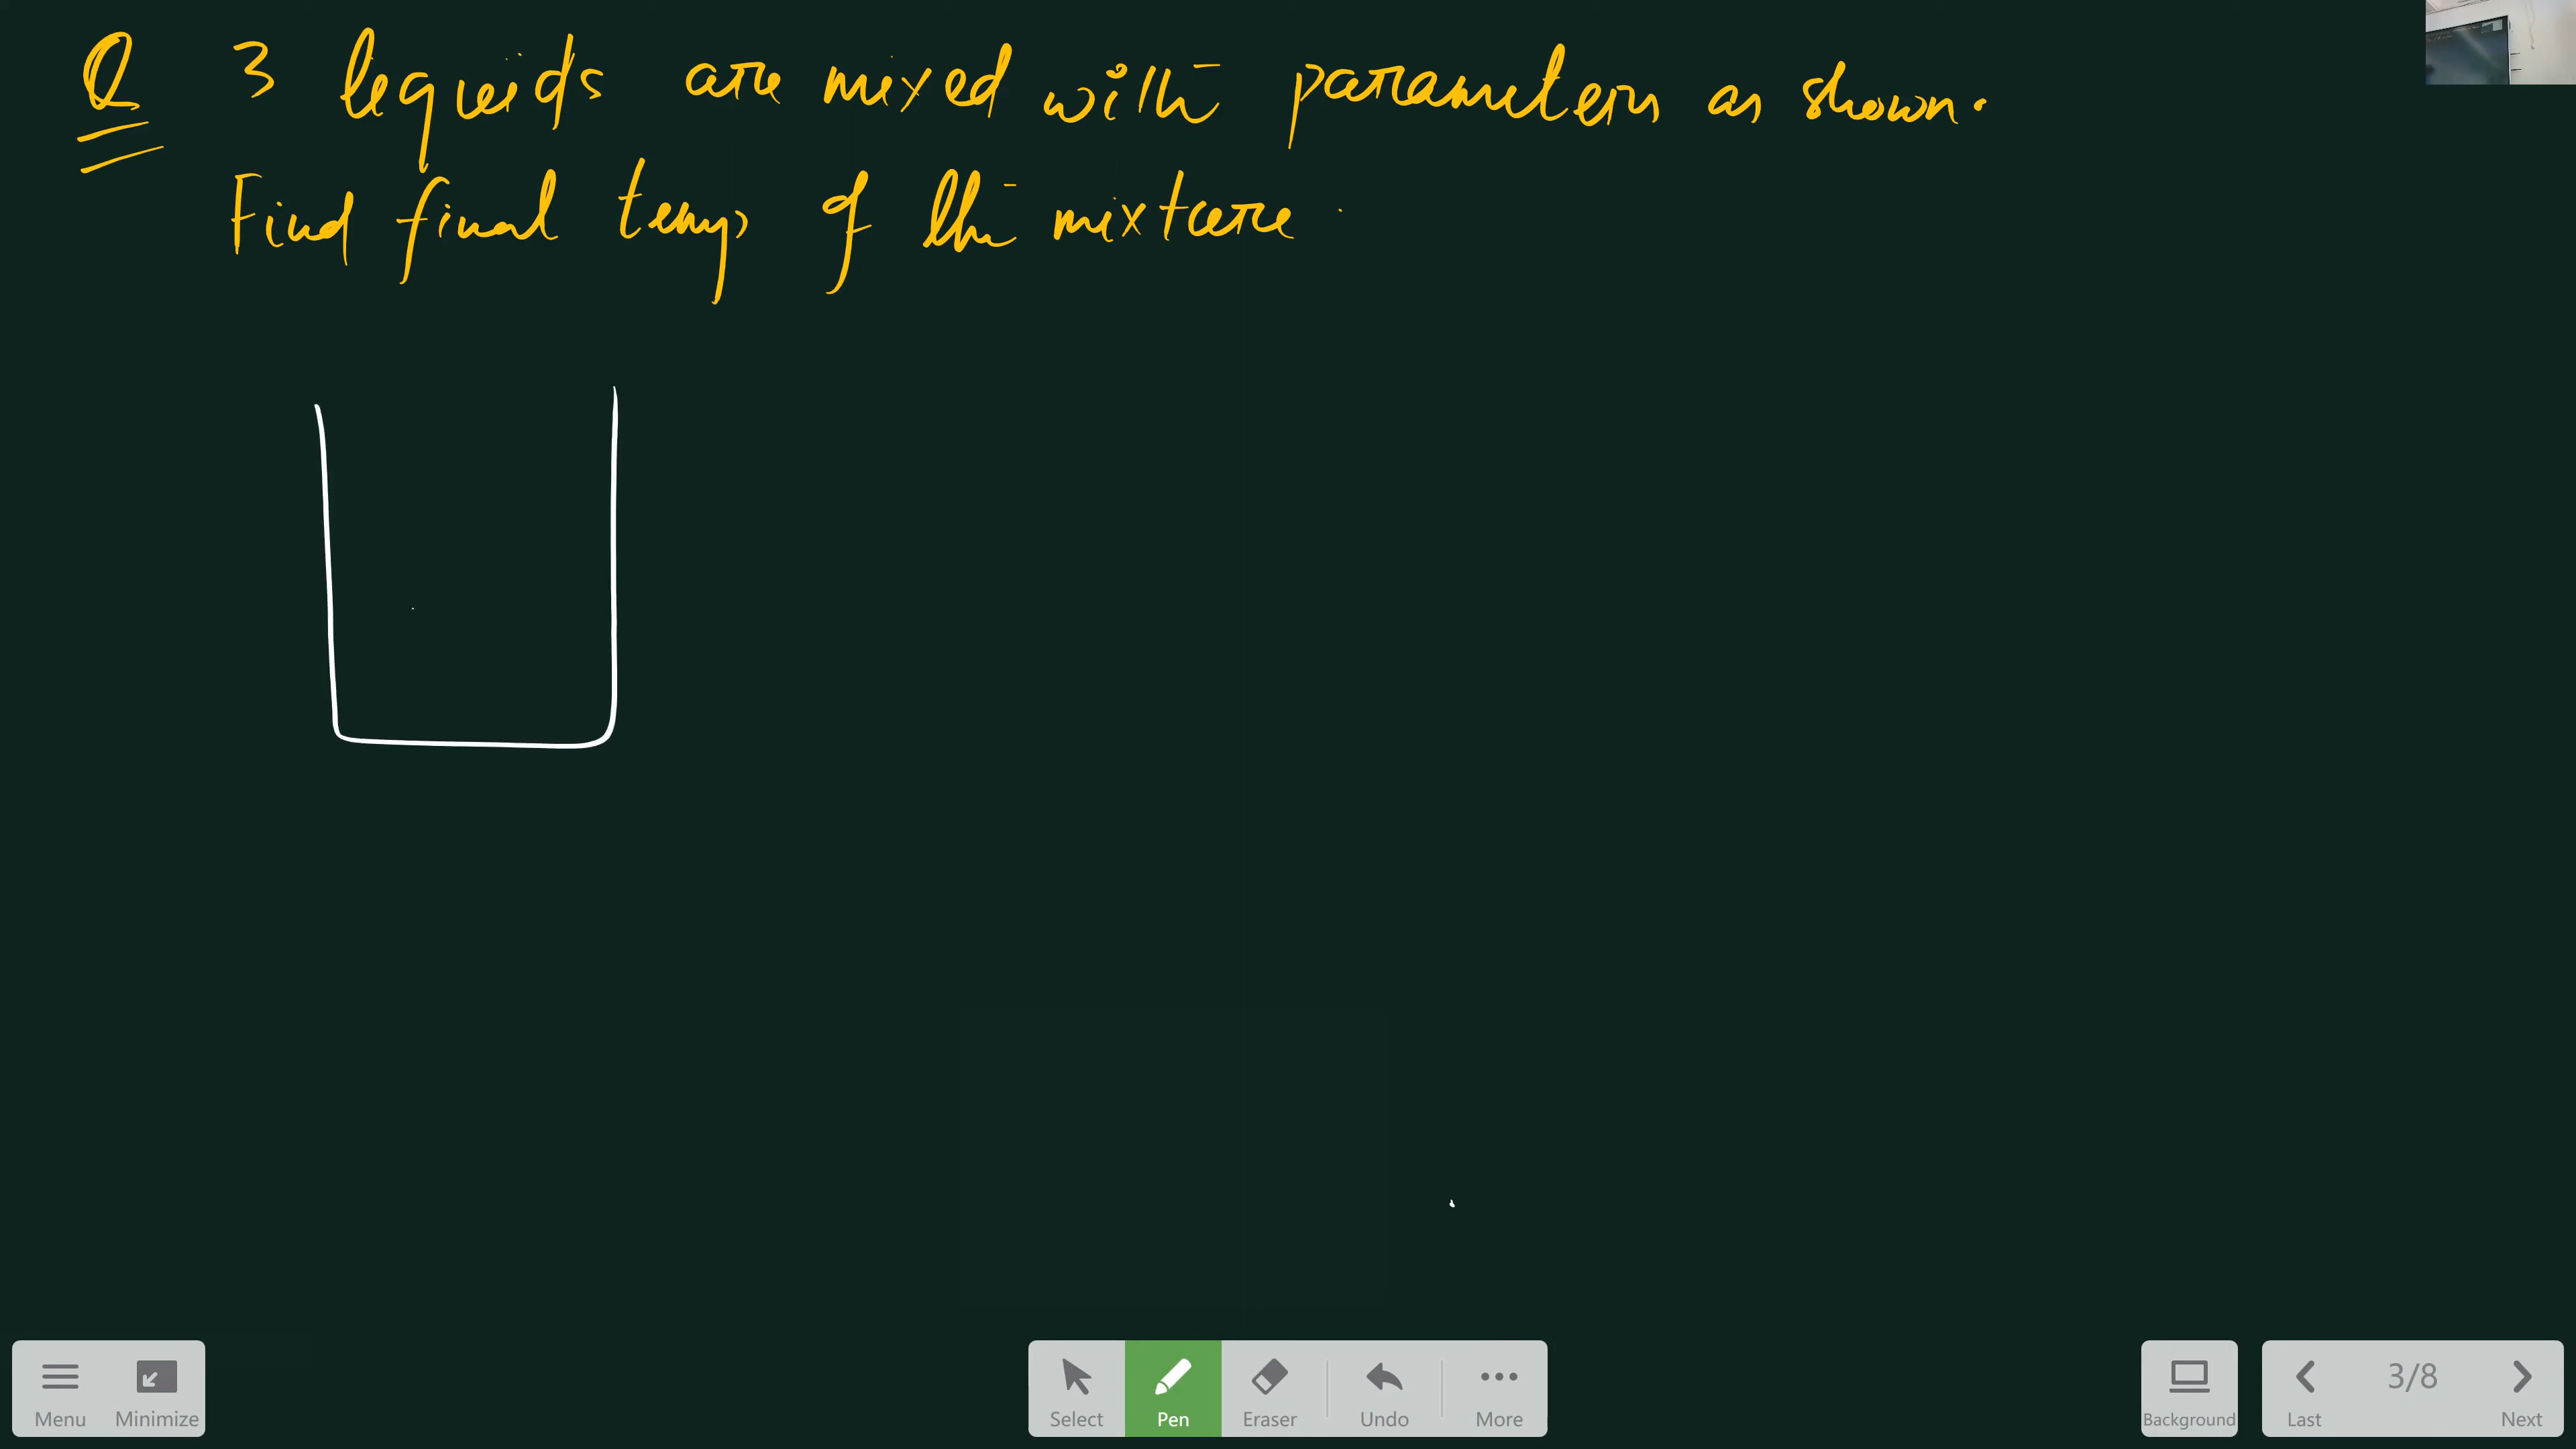 Q 3 liquids are mixed with parameters as shown.
Find final temp of the mixture.
Menu Minimize Select Pen Eraser Undo More Background Last 3/8 Next